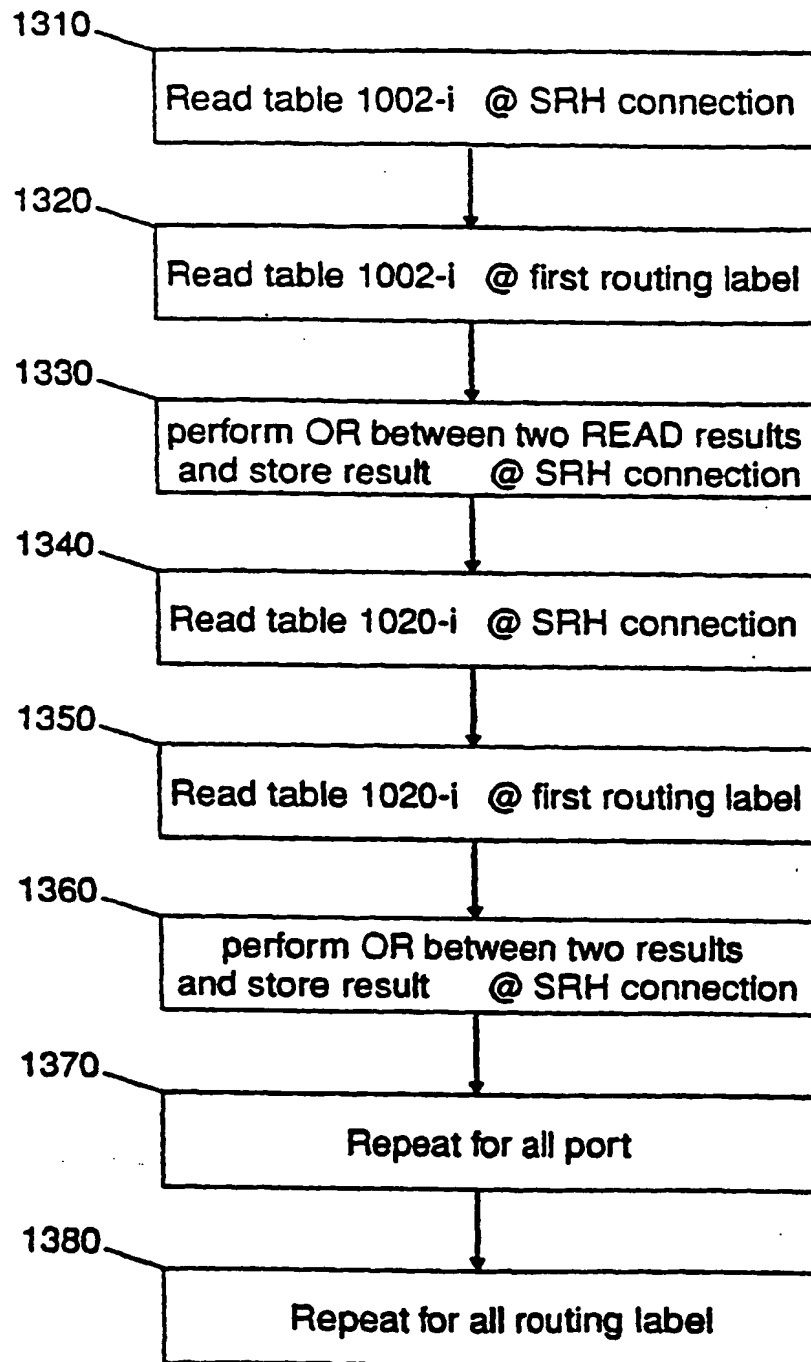 1310
Read table 1002-i @ SRH connection
1320
Read table 1002-i @ first routing label
1330
perform OR between two READ results
and store result @ SRH connection
1340
Read table 1020-i @ SRH connection
1350
Read table 1020-i @ first routing label
1360
perform OR between two results
and store result @ SRH connection
1370
Repeat for all port
1380
Repeat for all routing label